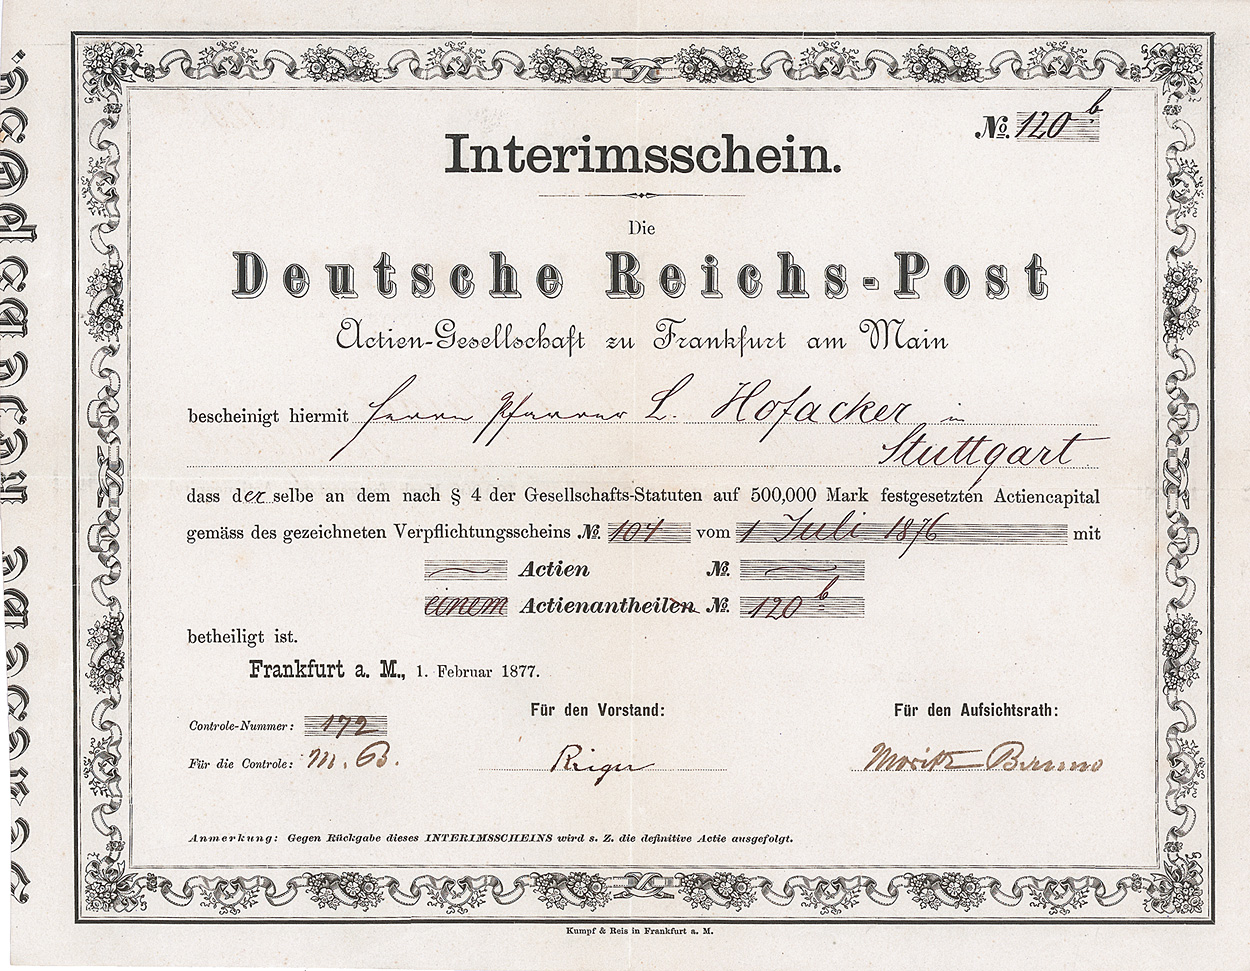 No. 120 b
Interimsschein.
Die
Deutsche Reichs-Post
Actien-Gesellschaft zu Frankfurt am Main
bescheinigt hiermit Herrn Pfarrer L. Hofacker in
Stuttgart
dass derselbe an dem nach § 4 der Gesellschafts-Statuten auf 500,000 Mark festgesetzten Actiencapital
gemäss des gezeichneten Verpflichtungsscheins No. 104 vom 1 Juli 1876 mit
Actien No.
einem Actienantheilen No. 120 b
betheiligt ist.
Frankfurt a. M., 1. Februar 1877.
Für den Vorstand: Für den Aufsichtsrath:
Controle-Nummer: 172
Für die Controle: M. B. Moritz
Anmerkung: Gegen Rückgabe dieses INTERIMSSCHEINS wird s. Z. die definitive Actie ausgefolgt.
Kumpf & Reis in Frankfurt a. M.